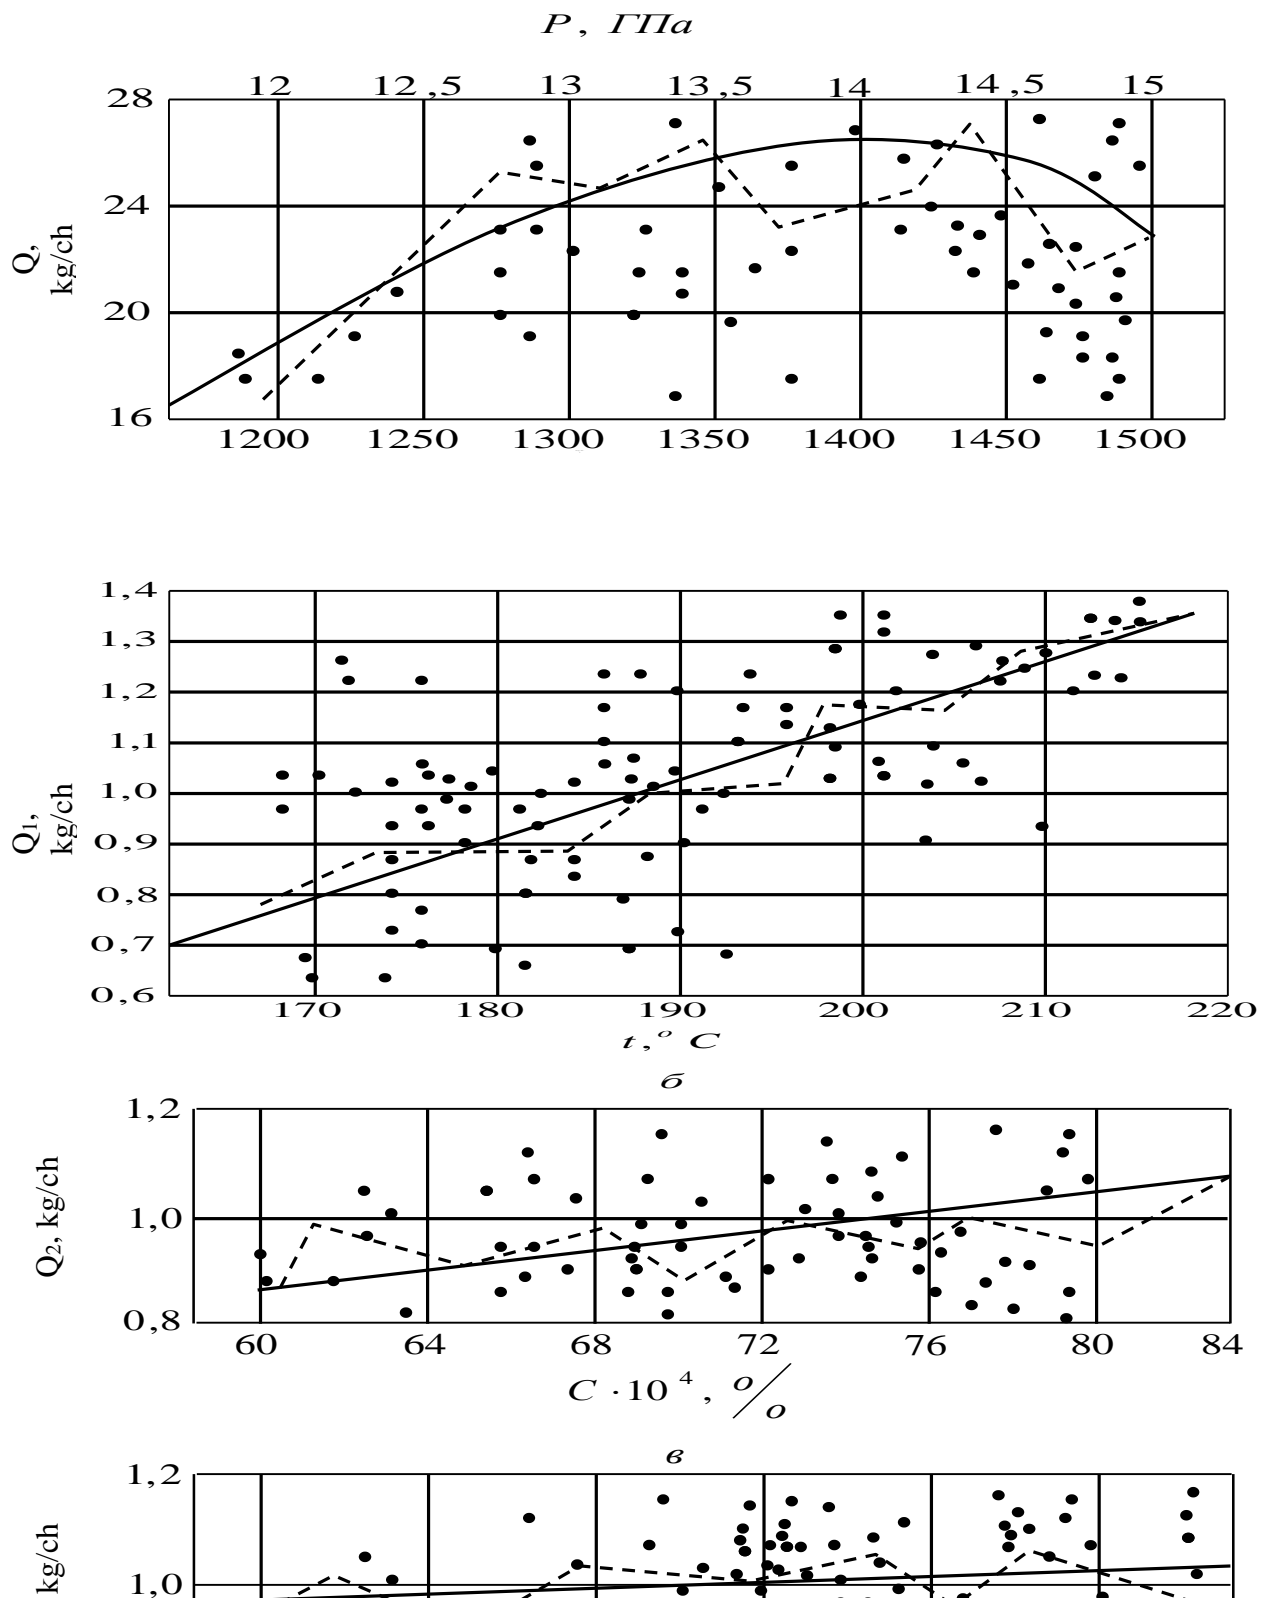 P, ГПа
12 12,5 13 13,5 14 14,5 15
28
24
20
16
Q,
kg/ch
1200 1250 1300 1350 1400 1450 1500
1,4
1,3
1,2
1,1
1,0
0,9
0,8
0,7
0,6
Q₁,
kg/ch
170 180 190 200 210 220
t,° C
б
1,2
1,0
0,8
Q₂, kg/ch
60 64 68 72 76 80 84
C · 10⁴, %
в
1,2
1,0
kg/ch